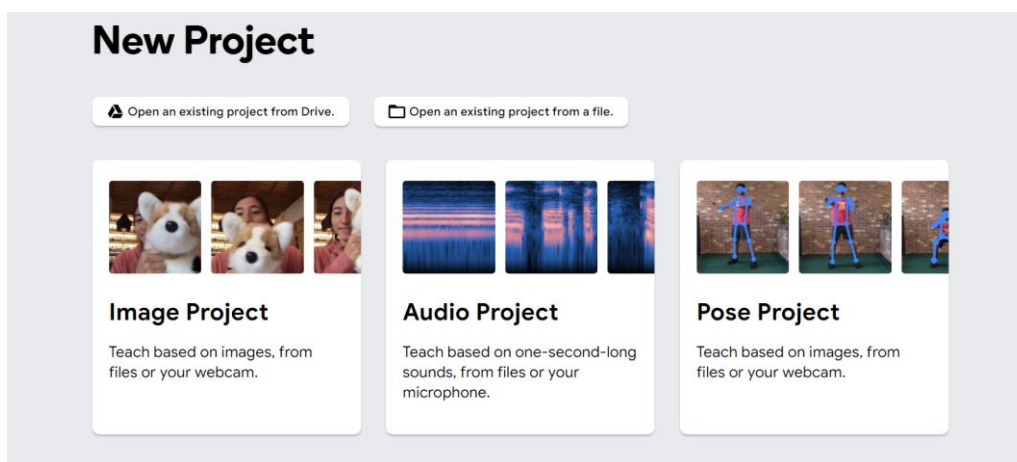 New Project
Open an existing project from Drive.
Open an existing project from a file.
Image Project
Teach based on images, from
files or your webcam.
Audio Project
Teach based on one-second-long
sounds, from files or your
microphone.
Pose Project
Teach based on images, from
files or your webcam.